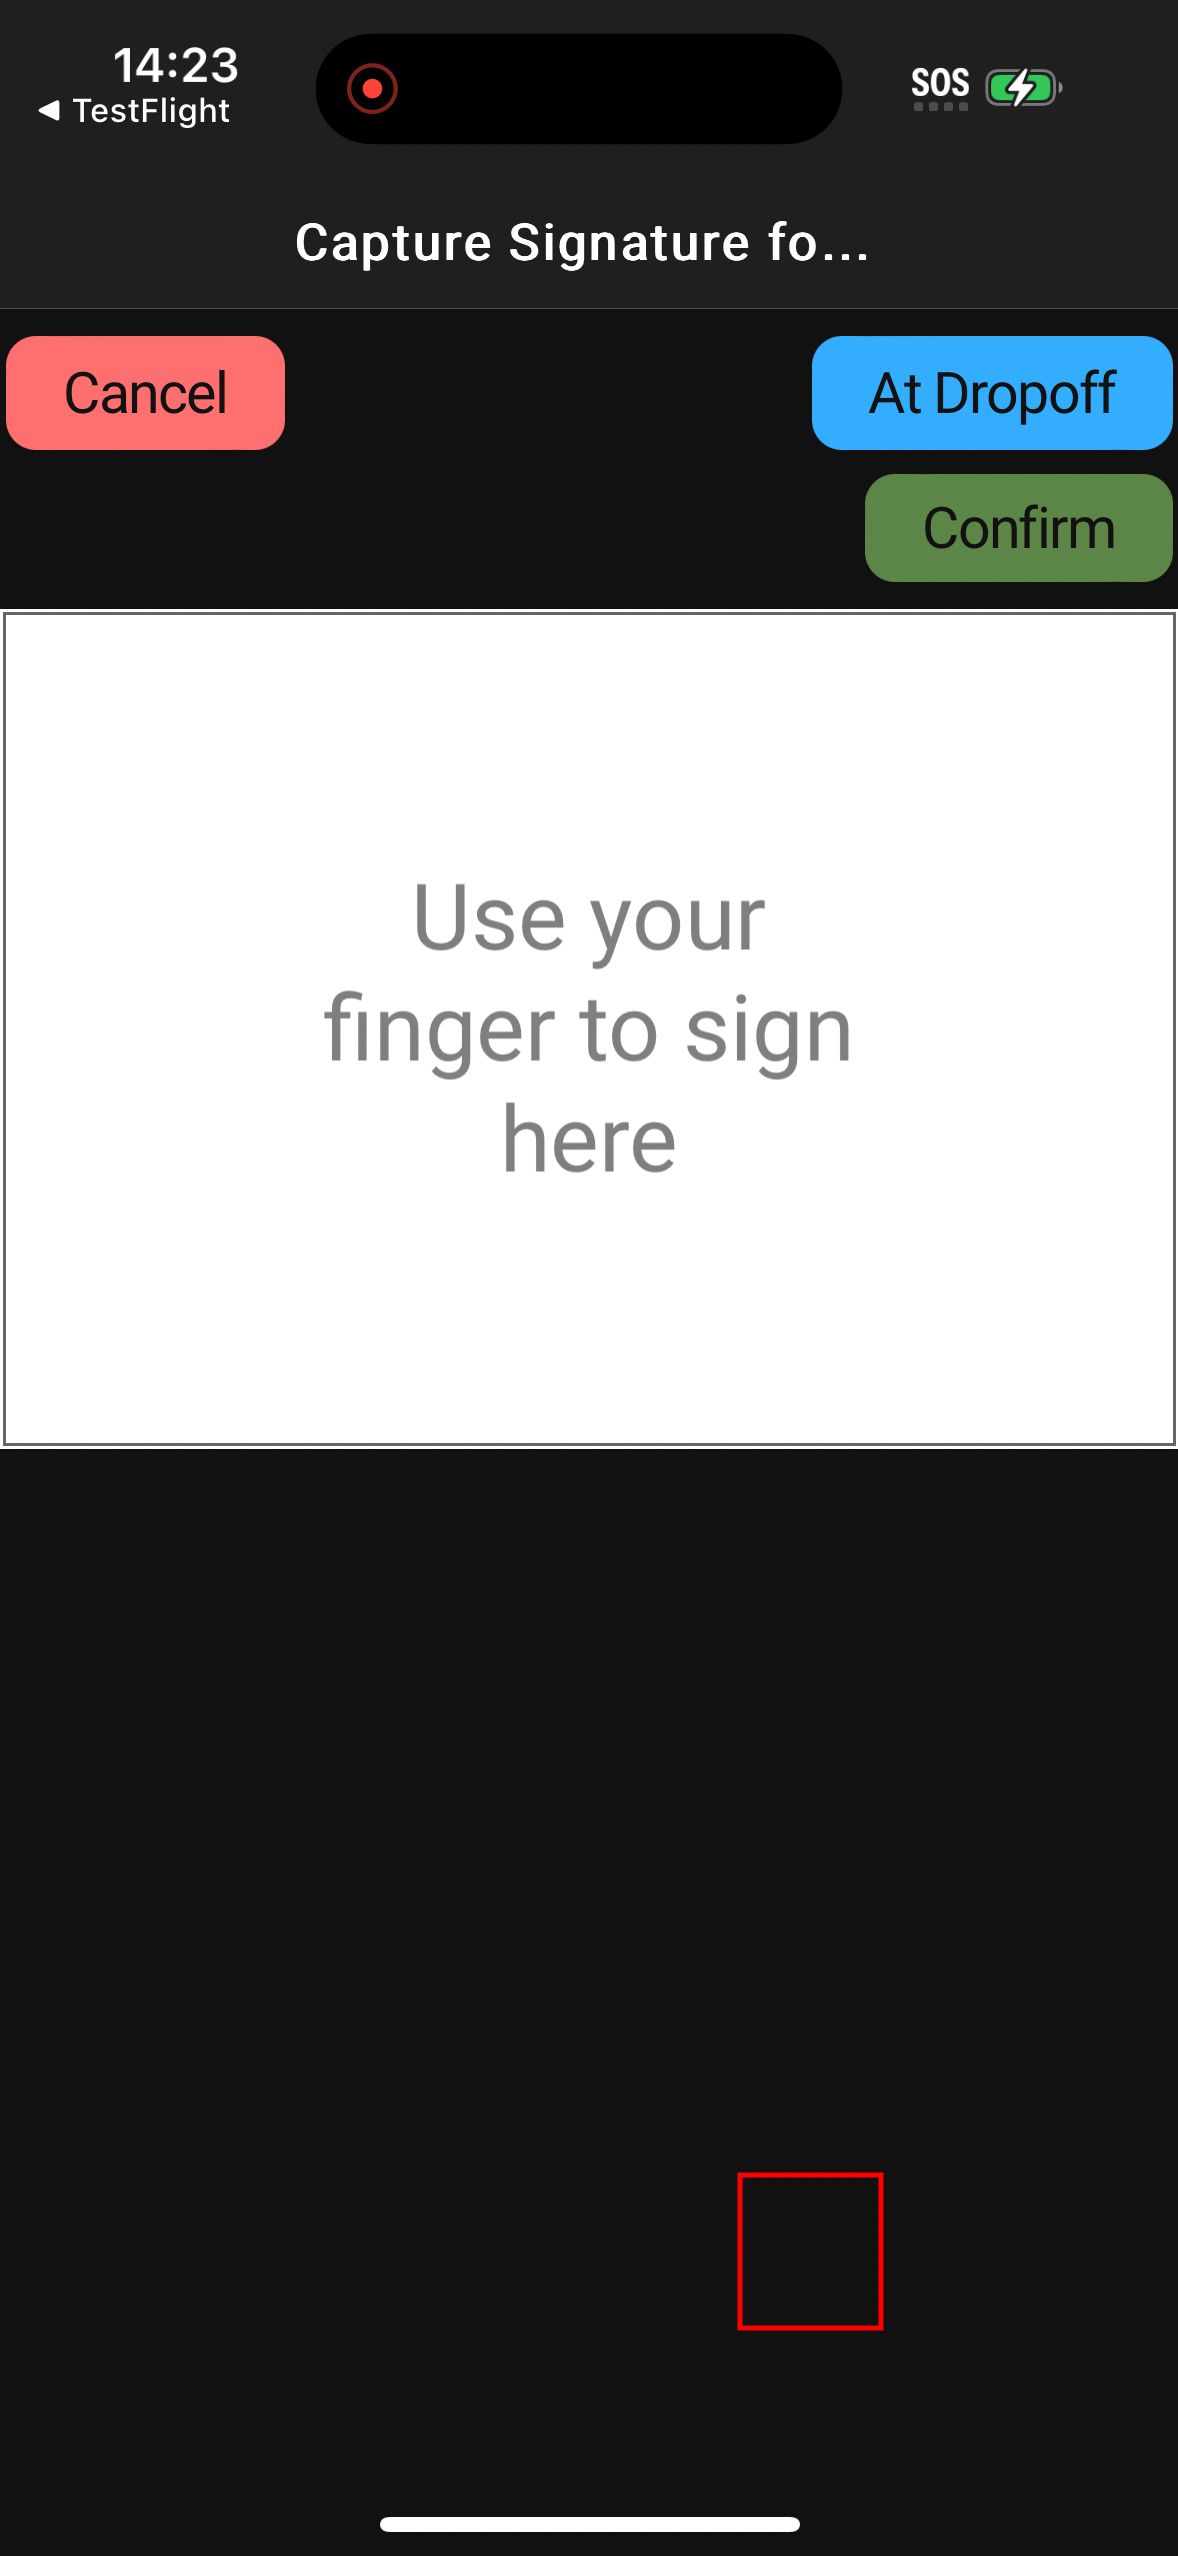 14:23
SOS
TestFlight
Capture Signature fo...
Cancel
At Dropoff
Confirm
Use your
finger to sign
here